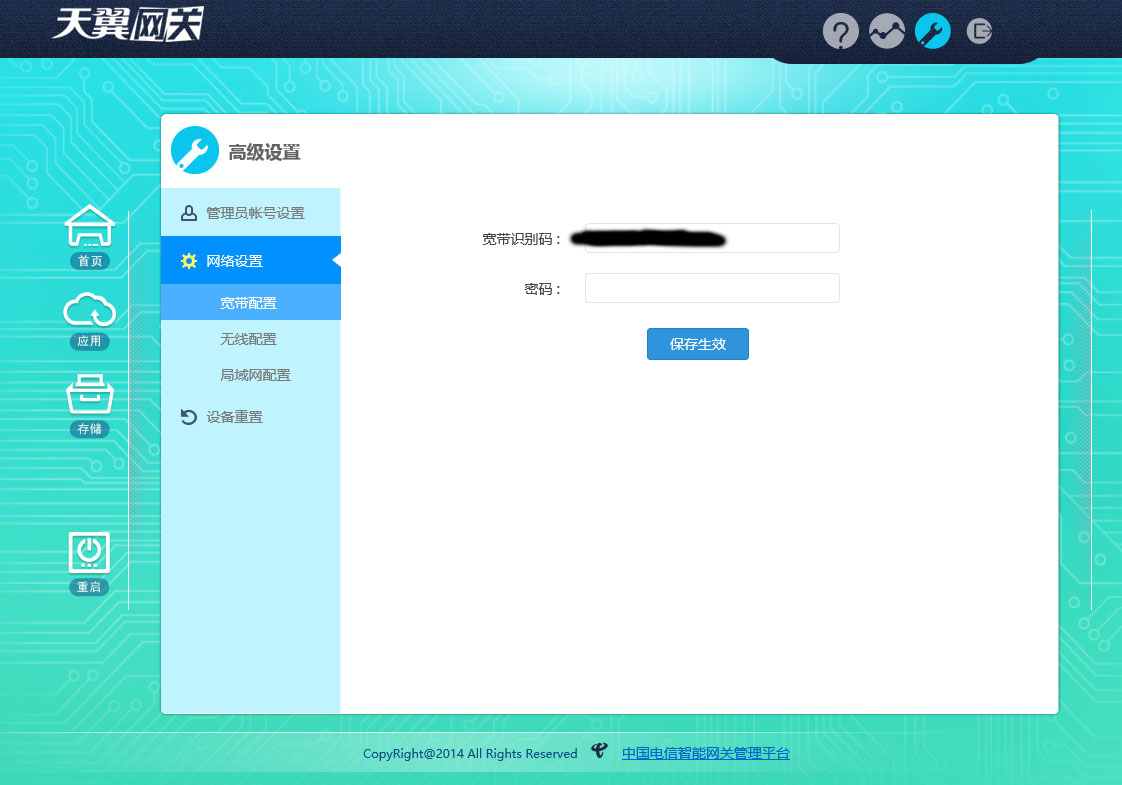 天翼网关
高级设置
管理员帐号设置
网络设置
宽带配置
无线配置
局域网配置
设备重置
宽带识别码：
密码：
保存生效
首页
应用
存储
重启
CopyRight@2014 All Rights Reserved 中国电信智能网关管理平台